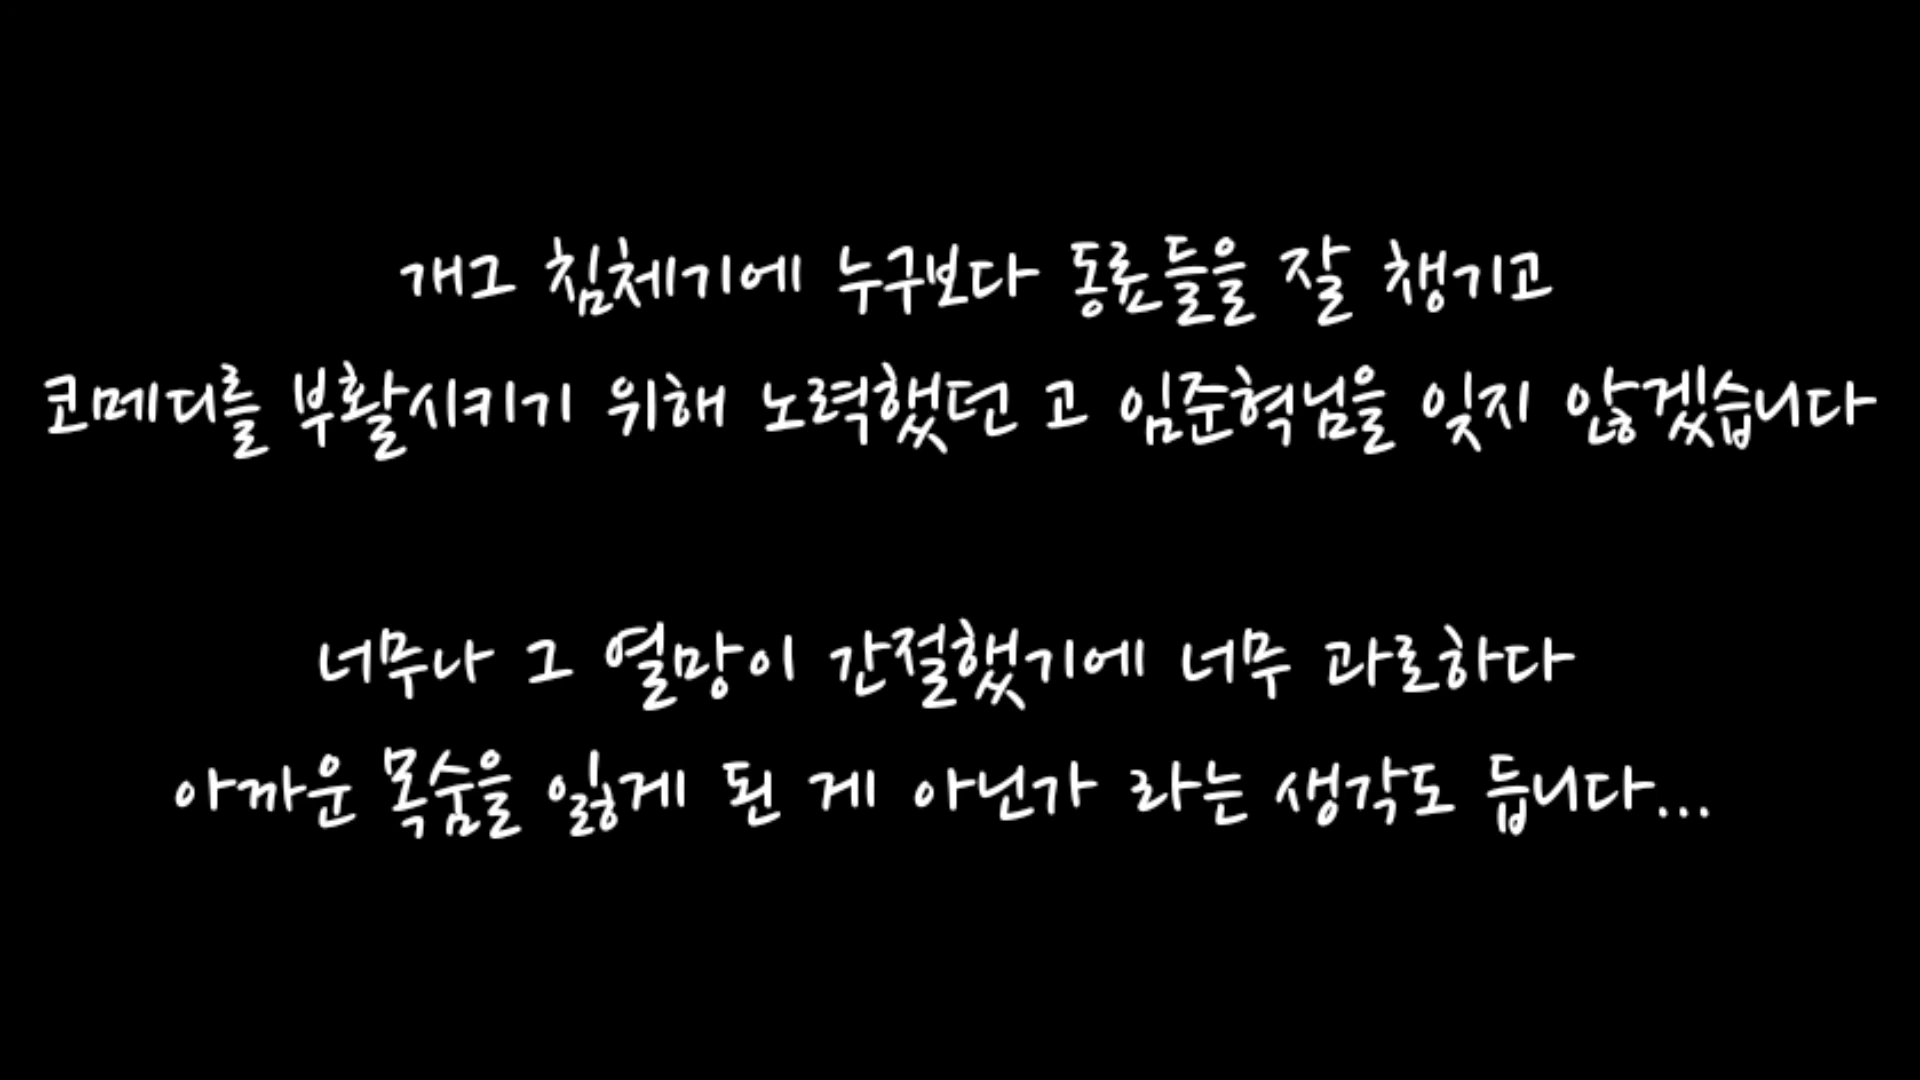 개그 침체기에 누구보다 동료들을 잘 챙기고
코메디를 부활시키기 위해 노력했던 고 임준혁님을 잊지 않겠습니다
너무나 그 열망이 간절했기에 너무 과로하다
아까운 목숨을 잃게 된 게 아닌가 라는 생각도 듭니다...